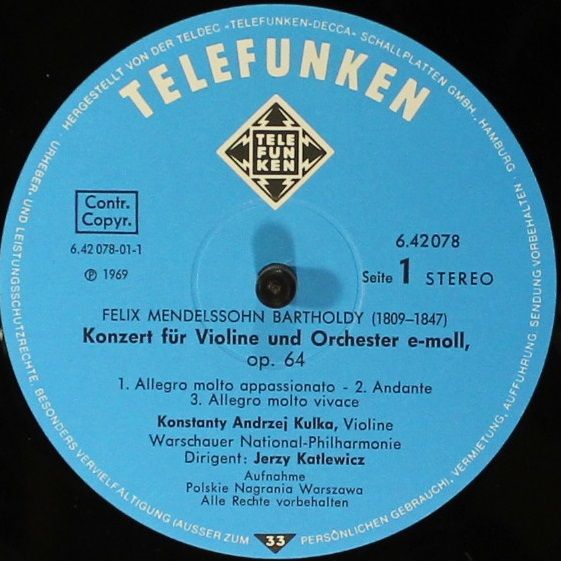 HERGESTELLT VON DER TELDEC »TELEFUNKEN-DECCA« SCHALLPLATTEN GMBH., HAMBURG · URHEBER- UND LEISTUNGSSCHUTZRECHTE, BESONDERS VERVIELFÄLTIGUNG (AUSSER ZUM PERSÖNLICHEN GEBRAUCH), VERMIETUNG, AUFFÜHRUNG, SENDUNG VORBEHALTEN
TELEFUNKEN
TELE
FUN
KEN
Contr.
Copyr.
6.42 078-01-1
℗ 1969
6.42078
Seite 1 STEREO
FELIX MENDELSSOHN BARTHOLDY (1809–1847)
Konzert für Violine und Orchester e-moll,
op. 64
1. Allegro molto appassionato - 2. Andante
3. Allegro molto vivace
Konstanty Andrzej Kulka, Violine
Warschauer National-Philharmonie
Dirigent: Jerzy Katlewicz
Aufnahme
Polskie Nagrania Warszawa
Alle Rechte vorbehalten
33